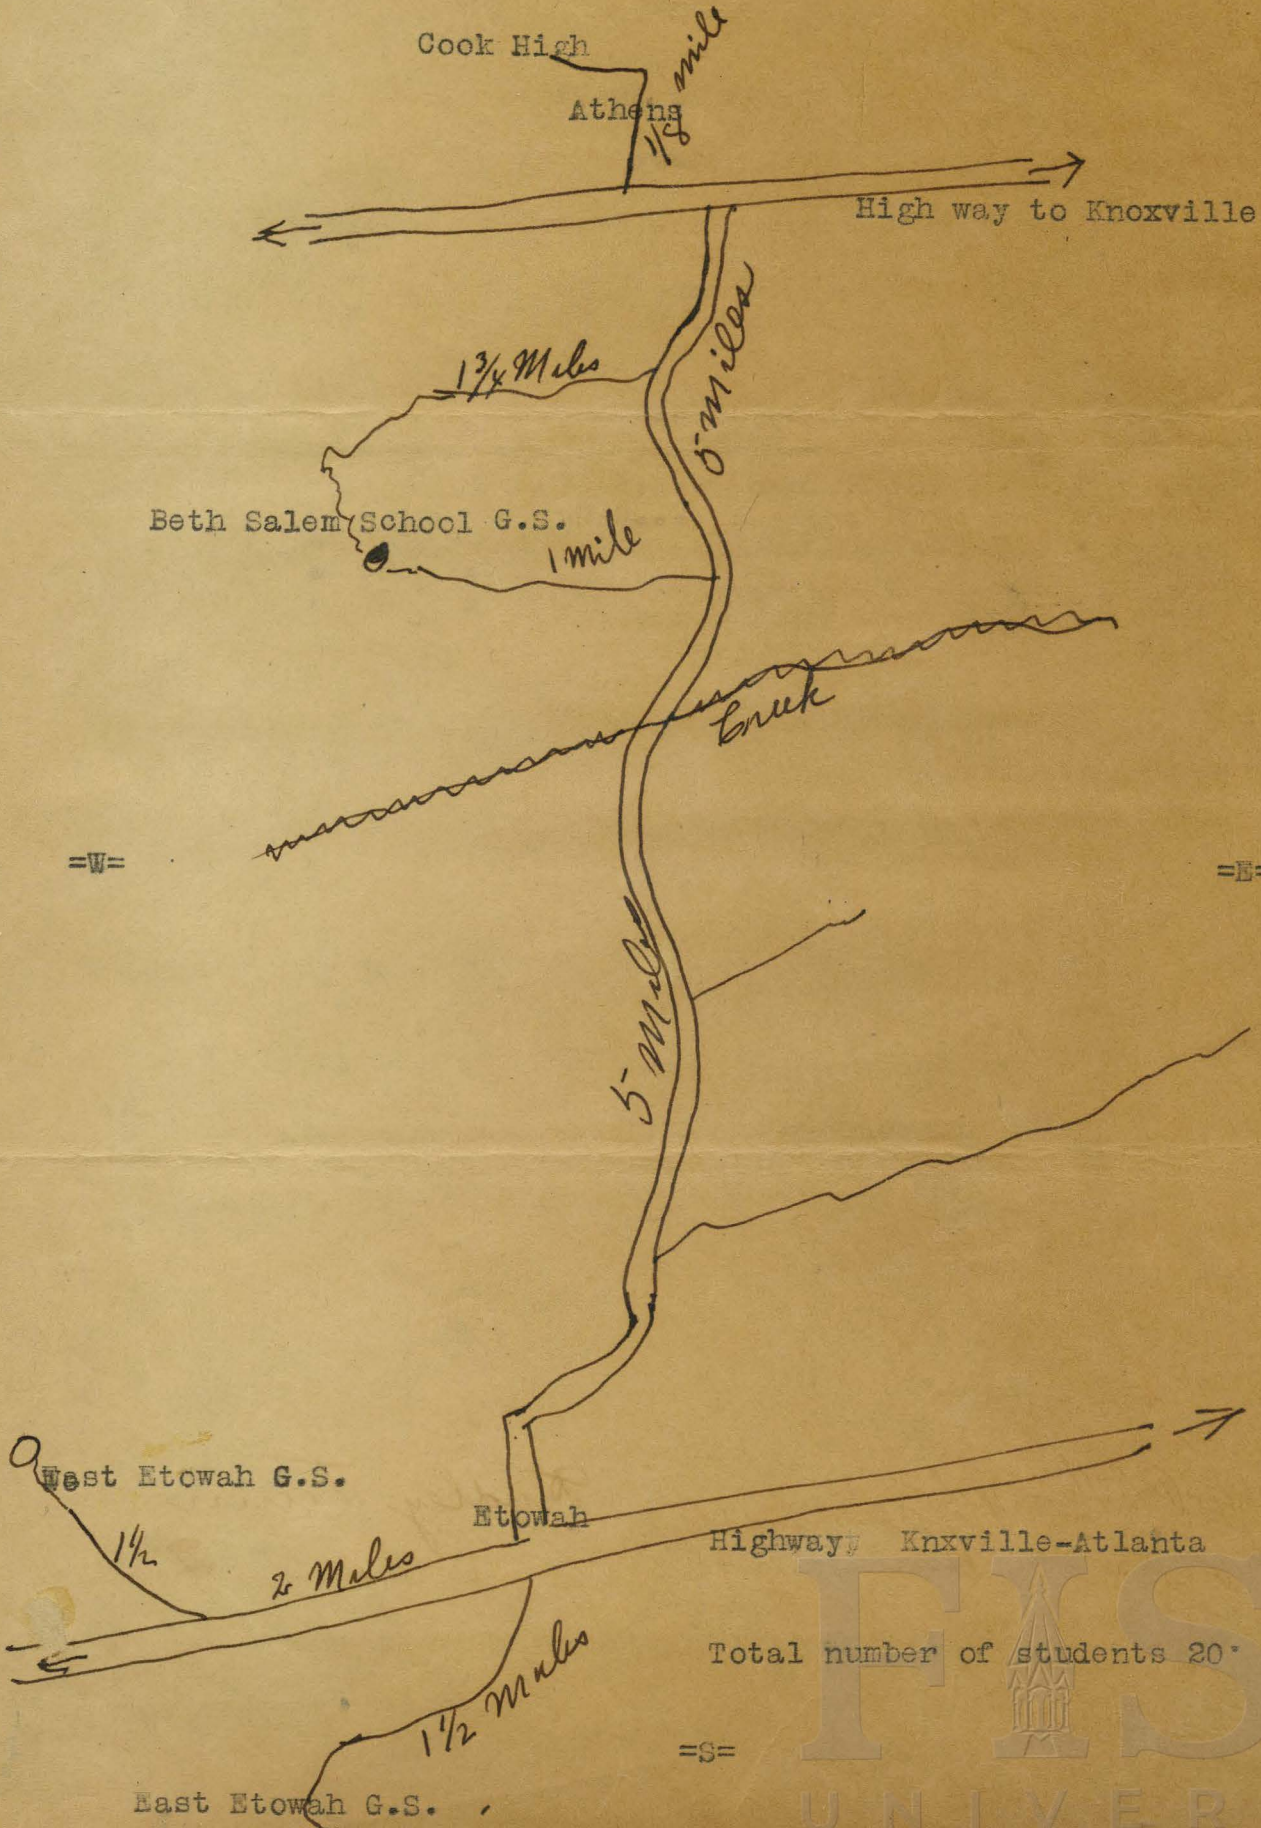 Cook High
1/8 mile
Athens
High way to Knoxville
5 miles
1 3/4 Miles
Beth Salem School G.S.
1 mile
Creek
=W=
=E=
5 Miles
West Etowah G.S.
Etowah
1 1/2
2 Miles
Highway Knxville-Atlanta
Total number of students 20
1 1/2 Miles
=S=
East Etowah G.S.
FIS
UNIVER